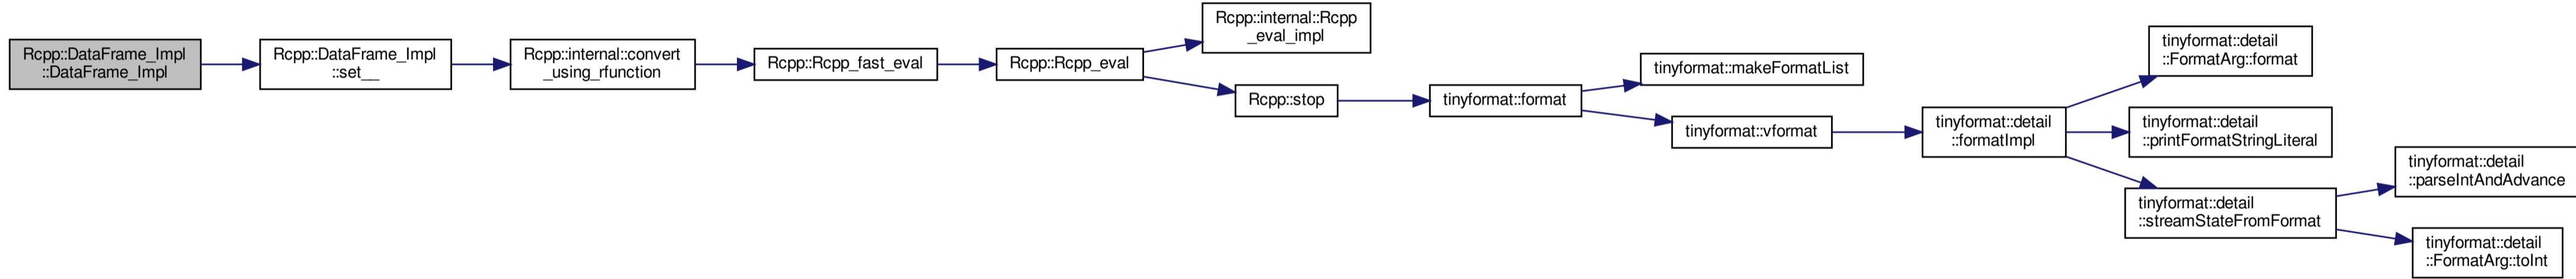 Rcpp::DataFrame_Impl
::DataFrame_Impl
Rcpp::DataFrame_Impl
::set__
Rcpp::internal::convert
_using_rfunction
Rcpp::Rcpp_fast_eval
Rcpp::Rcpp_eval
Rcpp::internal::Rcpp
_eval_impl
Rcpp::stop
tinyformat::format
tinyformat::makeFormatList
tinyformat::vformat
tinyformat::detail
::formatImpl
tinyformat::detail
::FormatArg::format
tinyformat::detail
::printFormatStringLiteral
tinyformat::detail
::streamStateFromFormat
tinyformat::detail
::parseIntAndAdvance
tinyformat::detail
::FormatArg::toInt